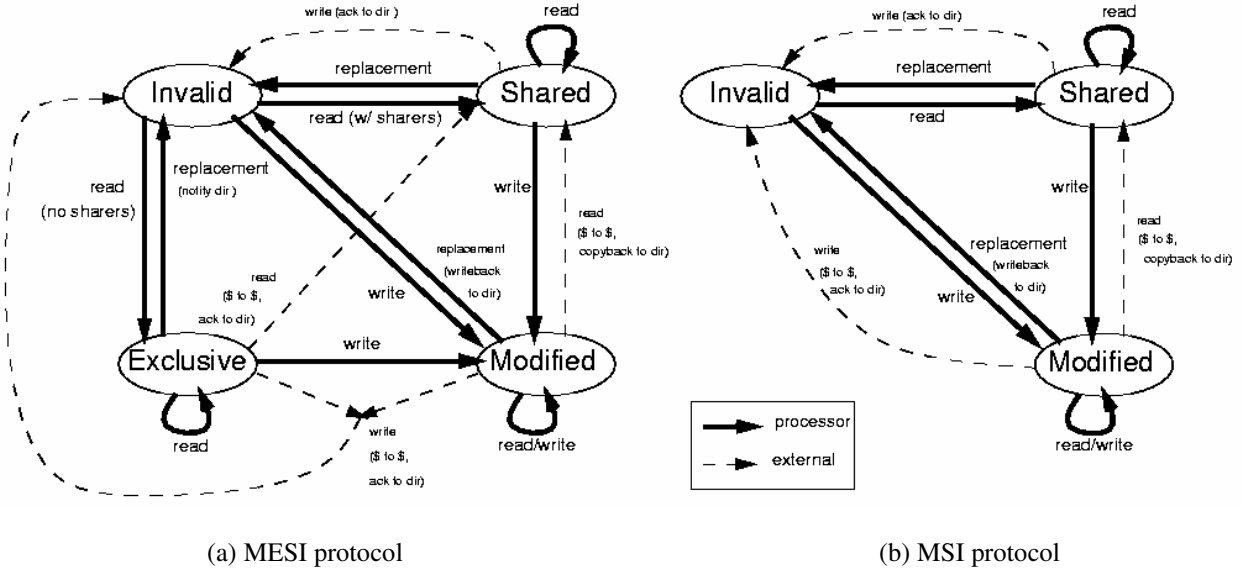 write (ack to dir )
read
replacement
Invalid
Shared
read (w/ sharers)
replacement
(notify dir )
read
(no sharers)
write
read
($ to $,
copyback to dir)
replacement
(writeback
to dir)
read
($ to $,
ack to dir)
write
write
Exclusive
Modified
write
($ to $,
ack to dir)
read
read/write
(a) MESI protocol
write (ack to dir)
read
replacement
Invalid
Shared
read
write
read
($ to $,
copyback to dir)
replacement
(writeback
to dir)
write
($ to $,
ack to dir)
write
Modified
read/write
processor
external
(b) MSI protocol